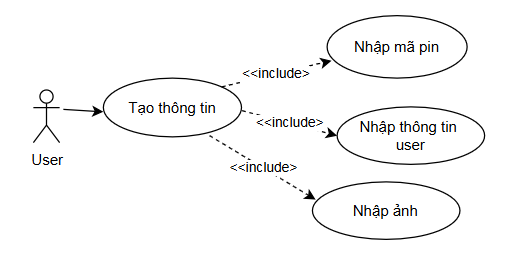 Nhập mã pin
<<include>
Tạo thông tin
<<include>
Nhập thông tin
user
User
<<include>
Nhập ảnh